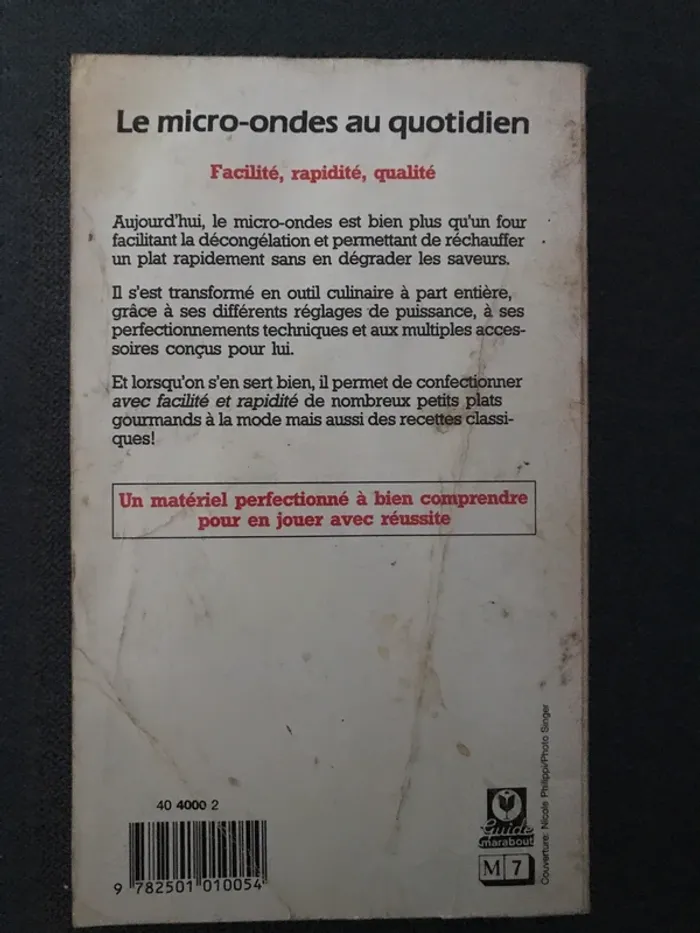 Le micro-ondes au quotidien
Facilité, rapidité, qualité
Aujourd'hui, le micro-ondes est bien plus qu'un four
facilitant la décongélation et permettant de réchauffer
un plat rapidement sans en dégrader les saveurs.
Il s'est transformé en outil culinaire à part entière,
grâce à ses différents réglages de puissance, à ses
perfectionnements techniques et aux multiples acces-
soires conçus pour lui.
Et lorsqu'on s'en sert bien, il permet de confectionner
avec facilité et rapidité de nombreux petits plats
gourmands à la mode mais aussi des recettes classi-
ques!
Un matériel perfectionné à bien comprendre
pour en jouer avec réussite
40 4000 2
9 782501 010054
Guide
marabout
M 7
Couverture: Nicole Philippi/Photo Singer